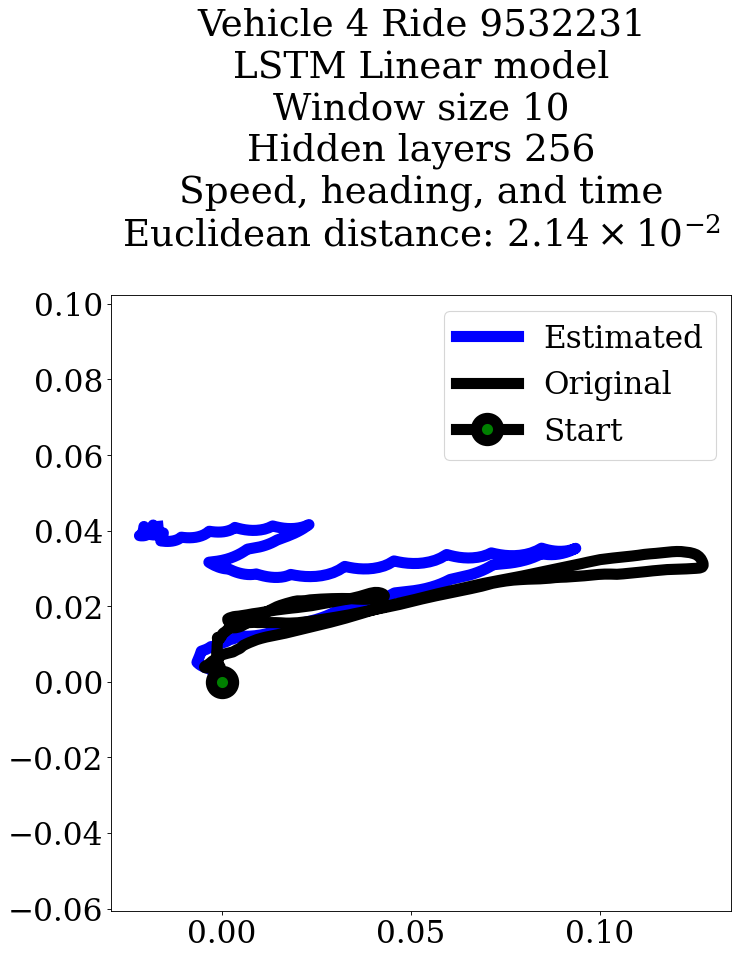 Vehicle 4 Ride 9532231
LSTM Linear model
Window size 10
Hidden layers 256
Speed, heading, and time
Euclidean distance: 2.14 × 10⁻²
Estimated
Original
Start
0.10
0.08
0.06
0.04
0.02
0.00
−0.02
−0.04
−0.06
0.00 0.05 0.10